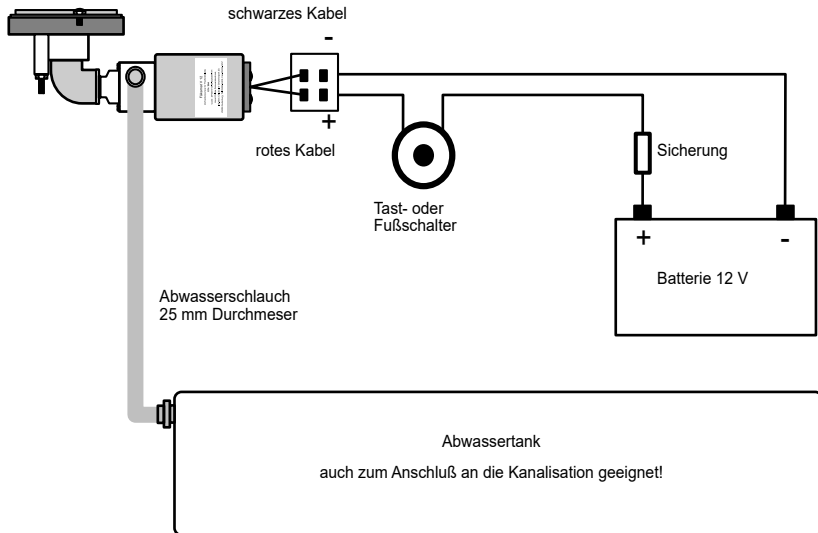 schwarzes Kabel
-
+
rotes Kabel
Tast- oder
Fußschalter
Sicherung
+ -
Batterie 12 V
Abwasserschlauch
25 mm Durchmeser
Abwassertank
auch zum Anschluß an die Kanalisation geeignet!